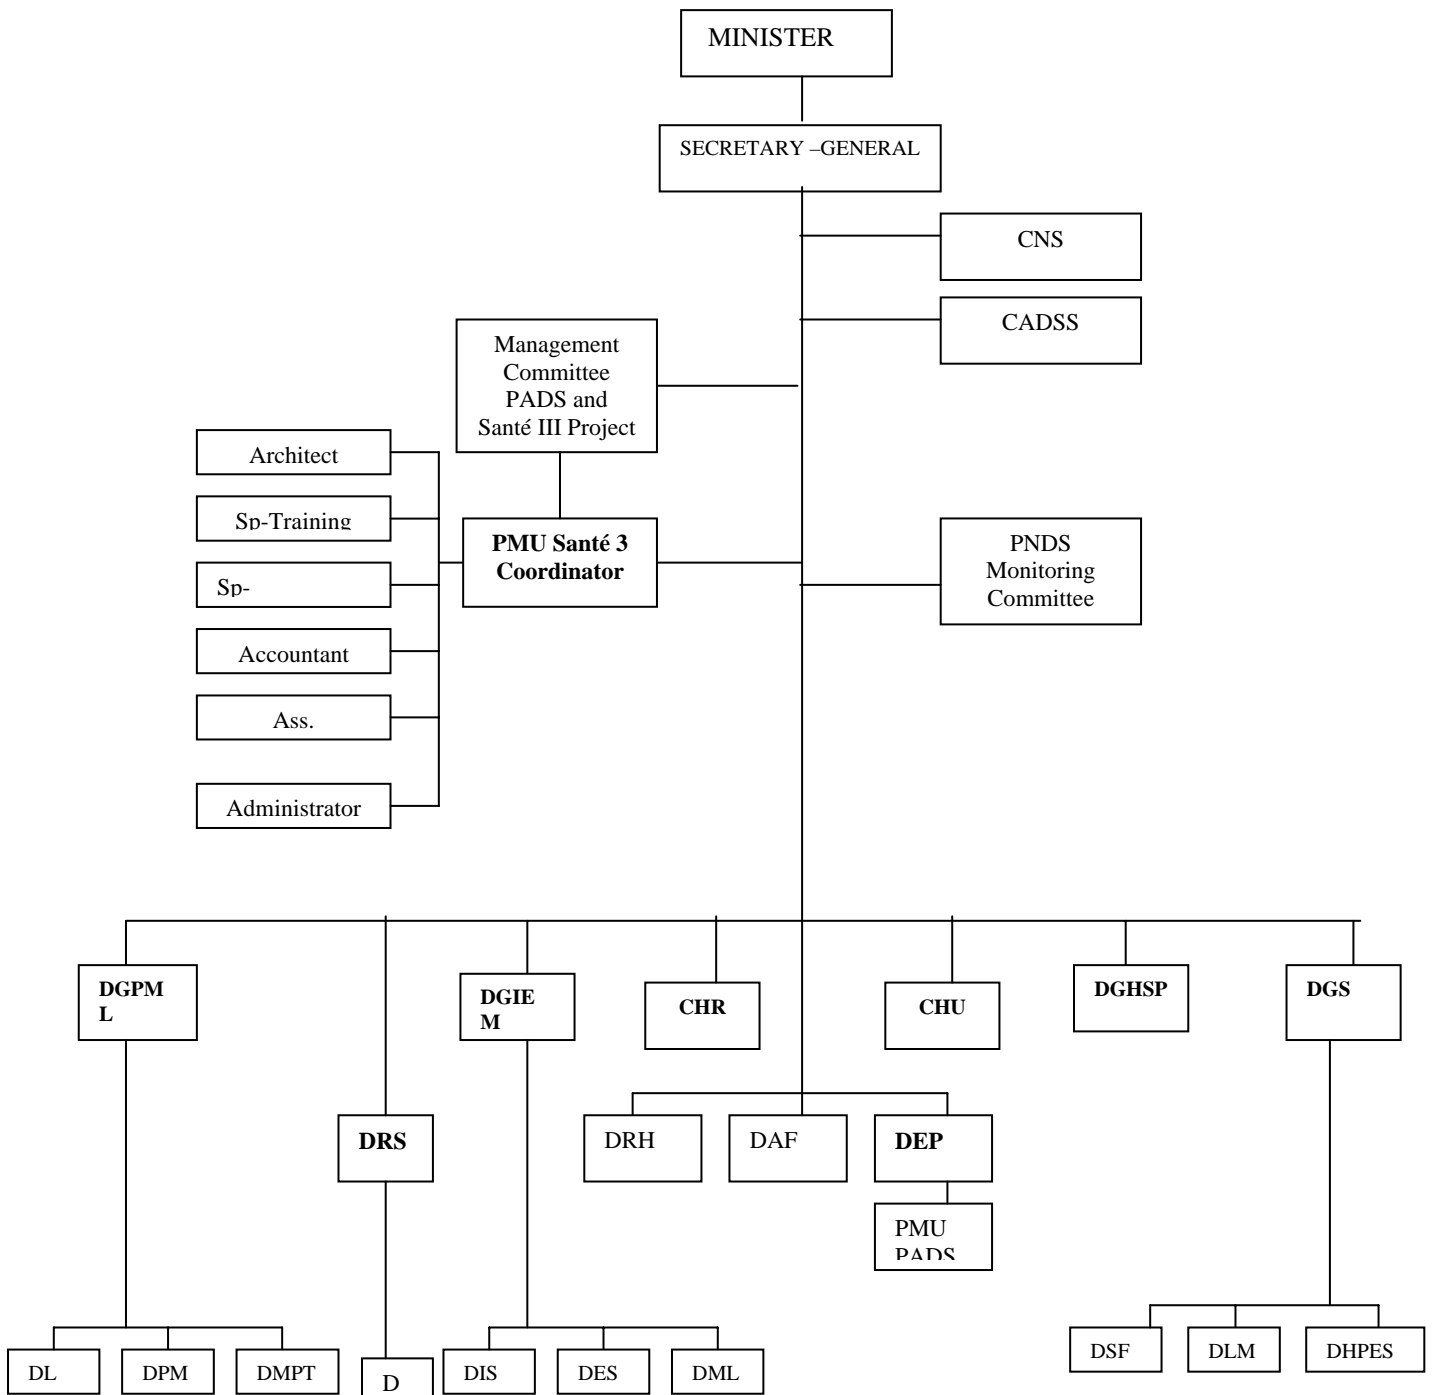 MINISTER
SECRETARY –GENERAL
CNS
CADSS
Management
Committee
PADS and
Santé III Project
Architect
Sp-Training
Sp-
Accountant
Ass.
Administrator
PMU Santé 3
Coordinator
PNDS
Monitoring
Committee
DGPM
L
DGIE
M
CHR
CHU
DGHSP
DGS
DRS
DRH
DAF
DEP
PMU
PADS
DL
DPM
DMPT
D
DIS
DES
DML
DSF
DLM
DHPES